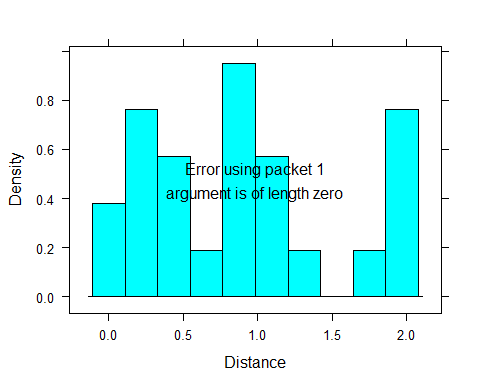 Density
0.8
0.6
0.4
0.2
0.0
Error using packet 1
argument is of length zero
0.0 0.5 1.0 1.5 2.0
Distance